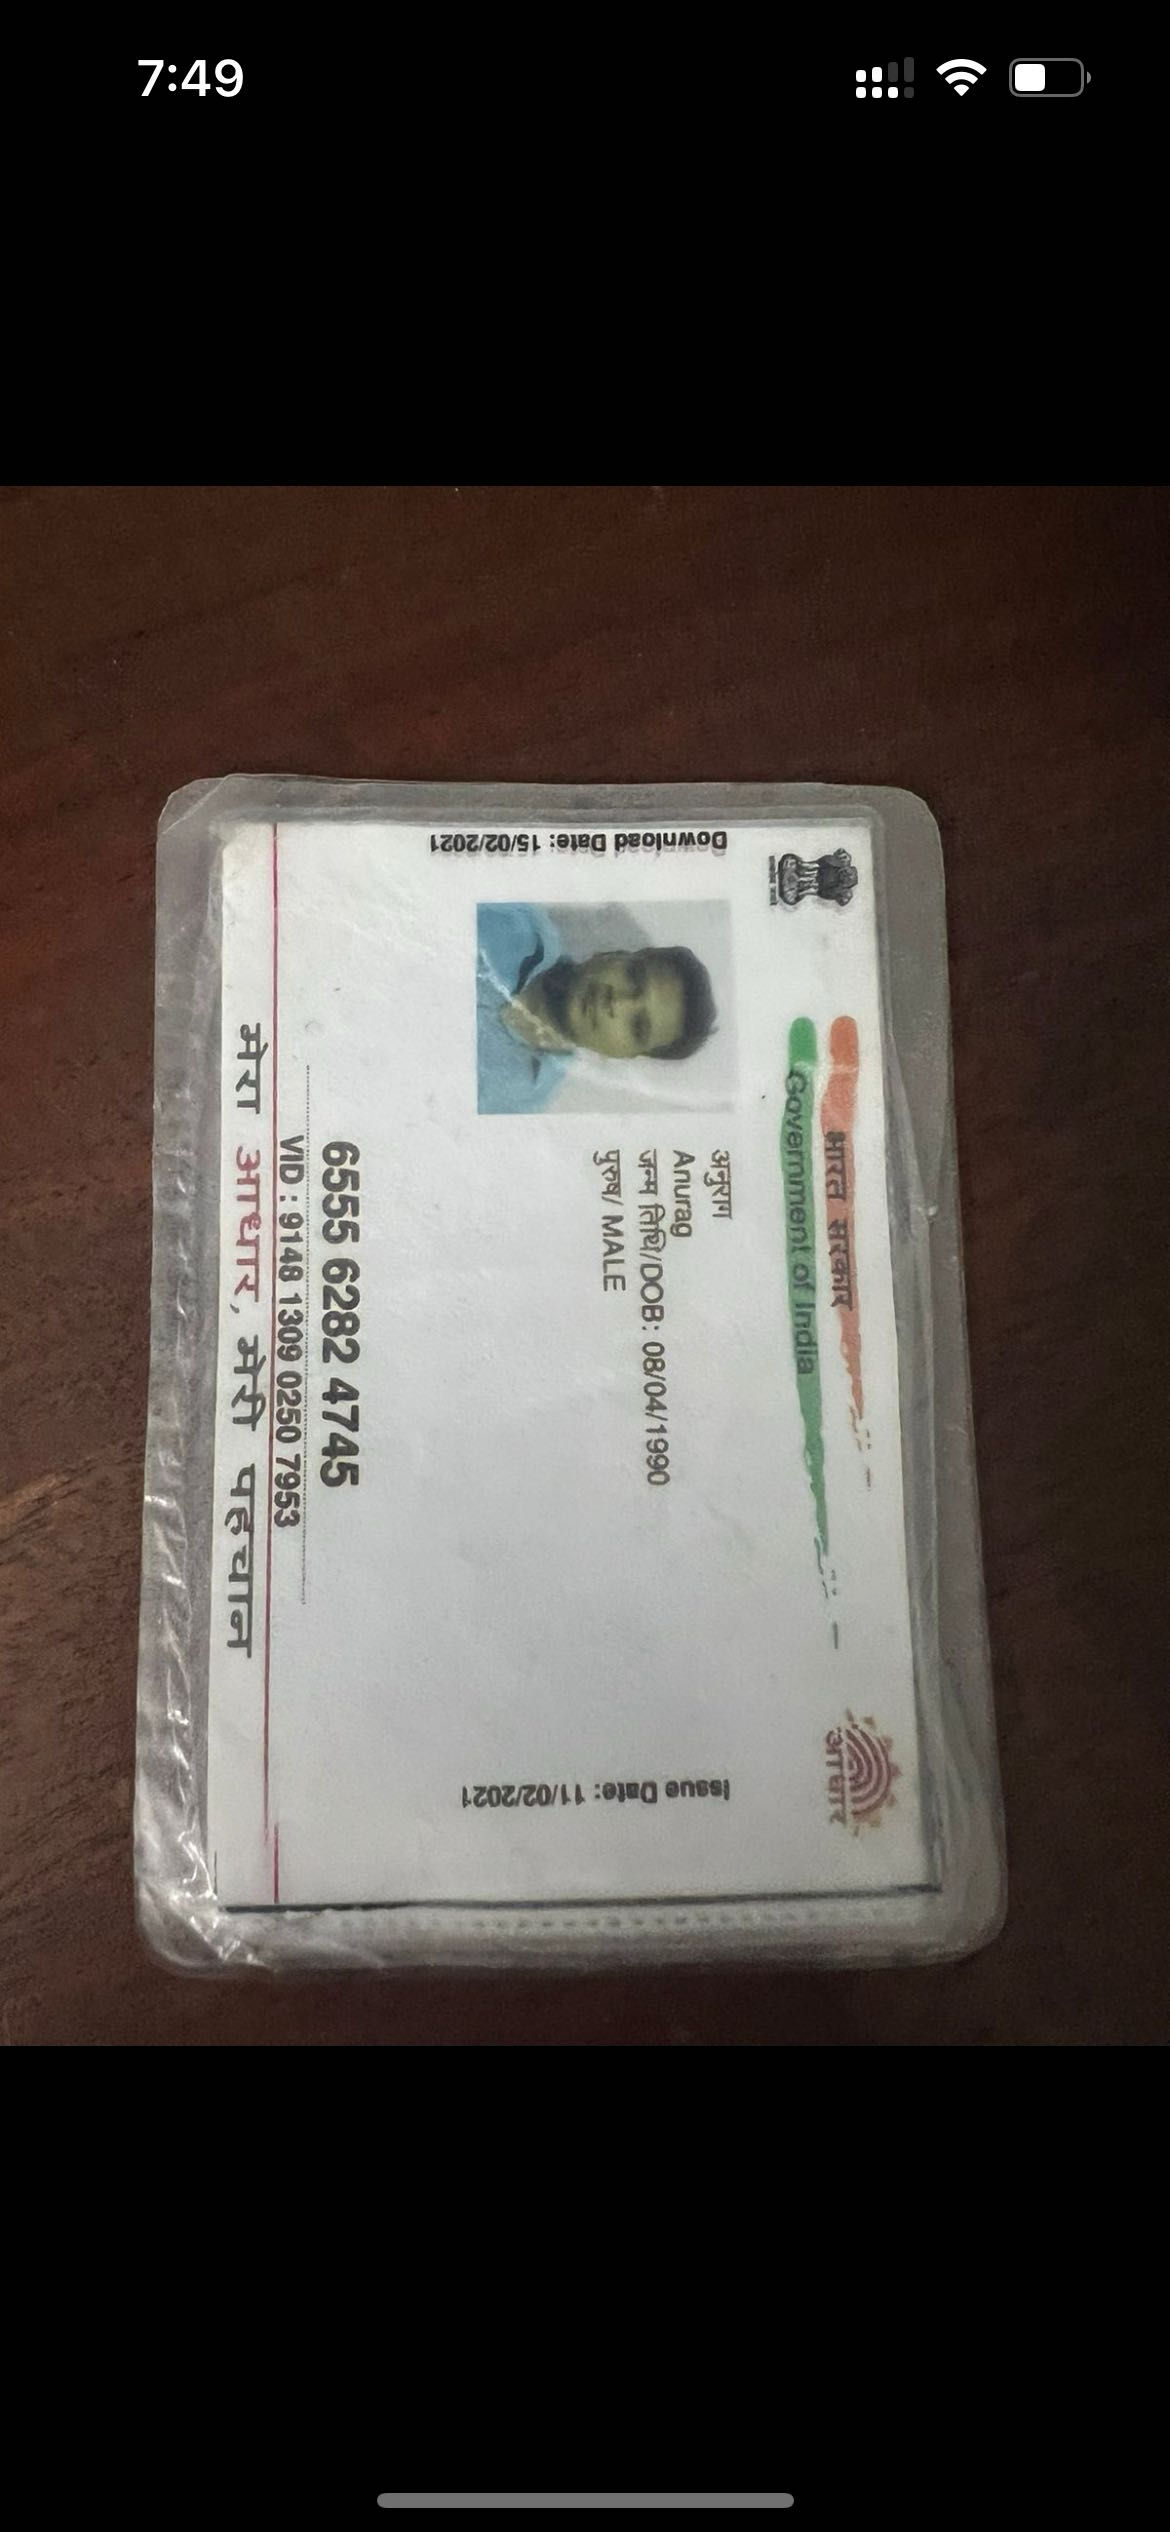 7:49
भारत सरकार
Government of India
Download Date: 15/02/2021
अनुराग
Anurag
जन्म तिथि/DOB: 08/04/1990
पुरुष/ MALE
Issue Date: 11/02/2021
आधार
6555 6282 4745
VID : 9148 1309 0250 7953
मेरा आधार, मेरी पहचान